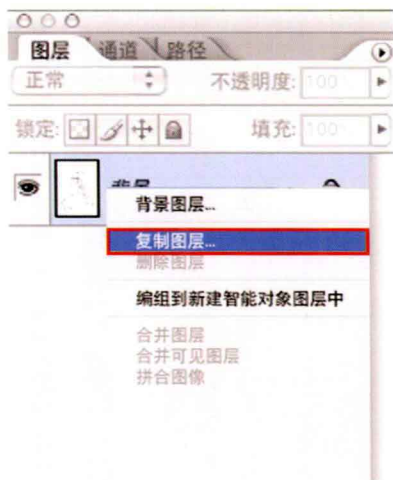 图层 通道 路径
正常 不透明度: 100
锁定: 填充: 100
背景
背景图层...
复制图层...
删除图层
编组到新建智能对象图层中
合并图层
合并可见图层
拼合图像